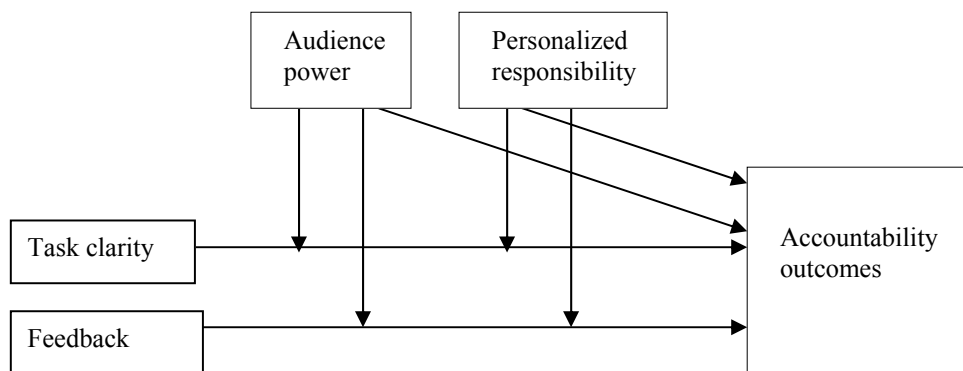 Audience
power
Personalized
responsibility
Task clarity
Accountability
outcomes
Feedback